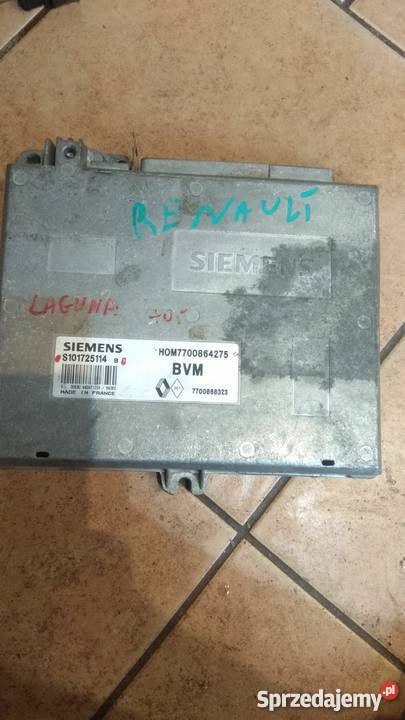 RENAULT
SIEMENS
LAGUNA
SIEMENS
HOM7700864275
S101725114 B
BVM
7700868323
MADE IN FRANCE
Sprzedajemy.pl